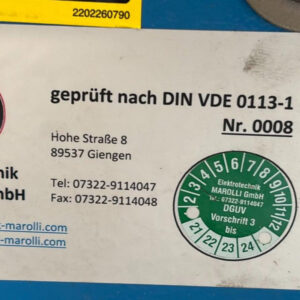 2202260790
geprüft nach DIN VDE 0113-1
Nr. 0008
Hohe Straße 8
89537 Giengen
nik
Tel: 07322-9114047
mbH
Fax: 07322-9114048
k-marolli.com
-marolli.com
1 2 3 4 5 6 7 8 9 10 11 12
Elektrotechnik
MAROLLI GmbH
Tel.: 07322-9114047
DGUV
Vorschrift 3
bis
21 22 23 24